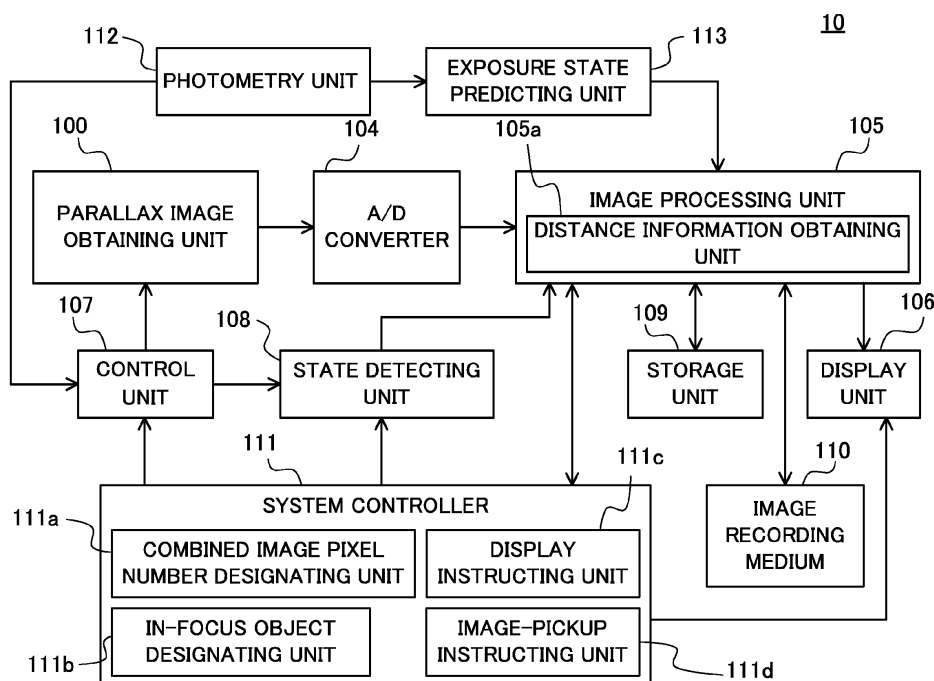 10
112
PHOTOMETRY UNIT
113
EXPOSURE STATE
PREDICTING UNIT
100
PARALLAX IMAGE
OBTAINING UNIT
104
A/D
CONVERTER
105a
105
IMAGE PROCESSING UNIT
DISTANCE INFORMATION OBTAINING
UNIT
107
CONTROL
UNIT
108
STATE DETECTING
UNIT
109
STORAGE
UNIT
106
DISPLAY
UNIT
111
SYSTEM CONTROLLER
111a
COMBINED IMAGE PIXEL
NUMBER DESIGNATING UNIT
111c
DISPLAY
INSTRUCTING UNIT
111b
IN-FOCUS OBJECT
DESIGNATING UNIT
IMAGE-PICKUP
INSTRUCTING UNIT
111d
110
IMAGE
RECORDING
MEDIUM